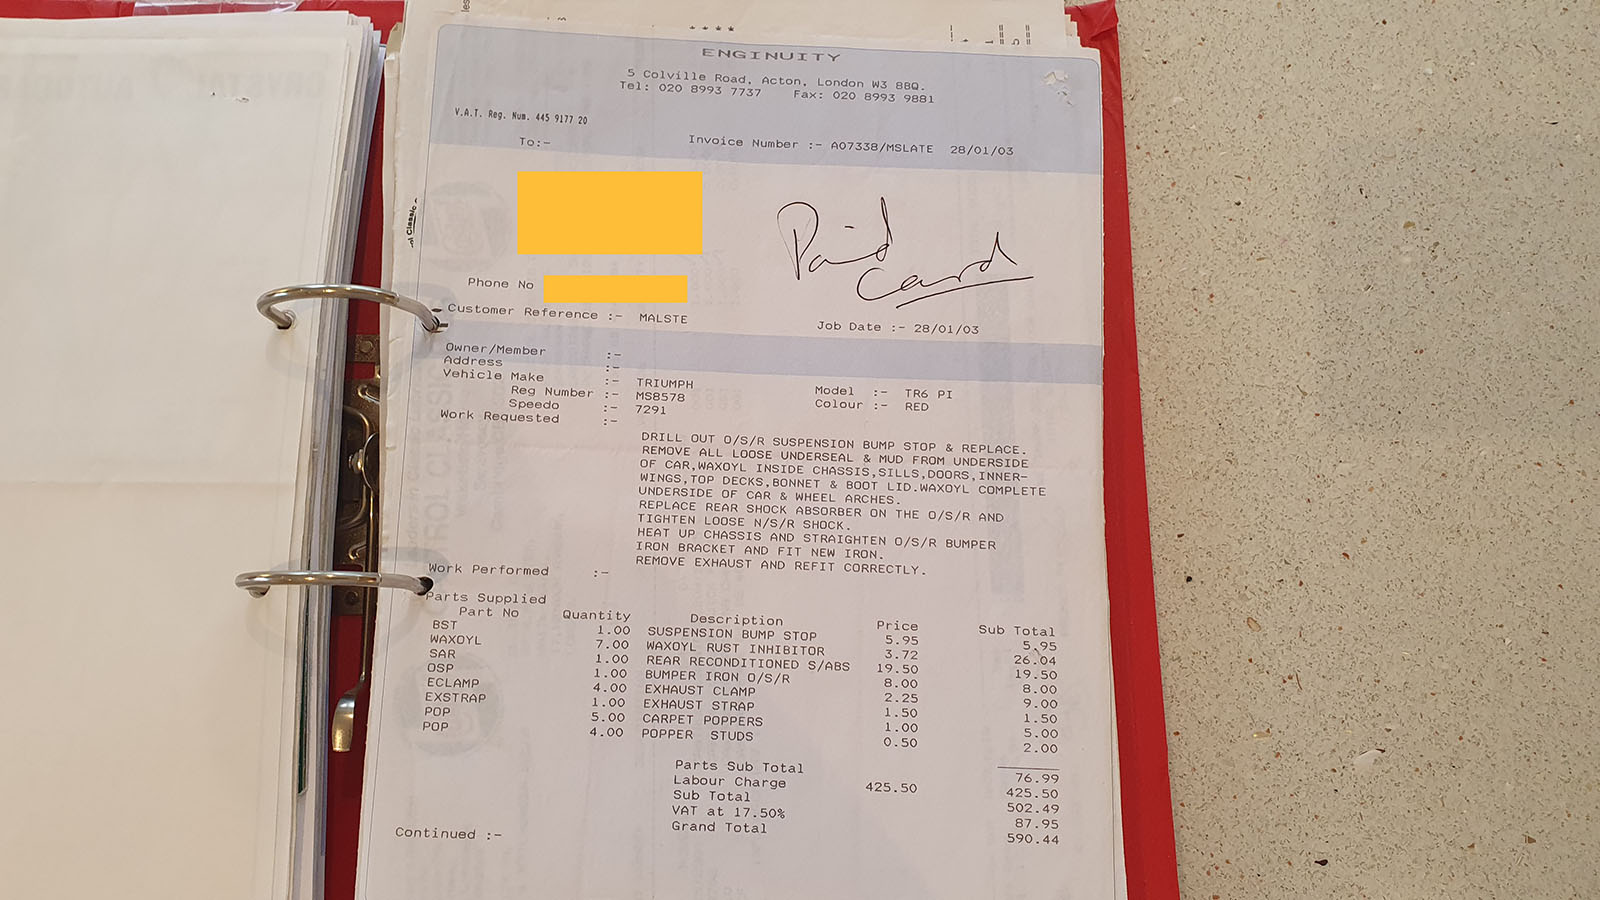 ****
ENGINUITY
5 Colville Road, Acton, London W3 8BQ.
Tel: 020 8993 7737 Fax: 020 8993 9881
V.A.T. Reg. Num. 445 9177 20
To:- Invoice Number :- A07338/MSLATE 28/01/03
Paid
Card
Phone No
Customer Reference :- MALSTE Job Date :- 28/01/03
Owner/Member :-
Address :-
Vehicle Make :- TRIUMPH Model :- TR6 PI
Reg Number :- MS8578 Colour :- RED
Speedo :- 7291
Work Requested :-
DRILL OUT O/S/R SUSPENSION BUMP STOP & REPLACE.
REMOVE ALL LOOSE UNDERSEAL & MUD FROM UNDERSIDE
OF CAR,WAXOYL INSIDE CHASSIS,SILLS,DOORS,INNER-
WINGS,TOP DECKS,BONNET & BOOT LID.WAXOYL COMPLETE
UNDERSIDE OF CAR & WHEEL ARCHES.
REPLACE REAR SHOCK ABSORBER ON THE O/S/R AND
TIGHTEN LOOSE N/S/R SHOCK.
HEAT UP CHASSIS AND STRAIGHTEN O/S/R BUMPER
IRON BRACKET AND FIT NEW IRON.
REMOVE EXHAUST AND REFIT CORRECTLY.
Work Performed :-
Parts Supplied
Part No Quantity Description Price Sub Total
BST 1.00 SUSPENSION BUMP STOP 5.95 5.95
WAXOYL 7.00 WAXOYL RUST INHIBITOR 3.72 26.04
SAR 1.00 REAR RECONDITIONED S/ABS 19.50 19.50
OSP 1.00 BUMPER IRON O/S/R 8.00 8.00
ECLAMP 4.00 EXHAUST CLAMP 2.25 9.00
EXSTRAP 1.00 EXHAUST STRAP 1.50 1.50
POP 5.00 CARPET POPPERS 1.00 5.00
POP 4.00 POPPER STUDS 0.50 2.00
Parts Sub Total 76.99
Labour Charge 425.50 425.50
Sub Total 502.49
VAT at 17.50% 87.95
Grand Total 590.44
Continued :-